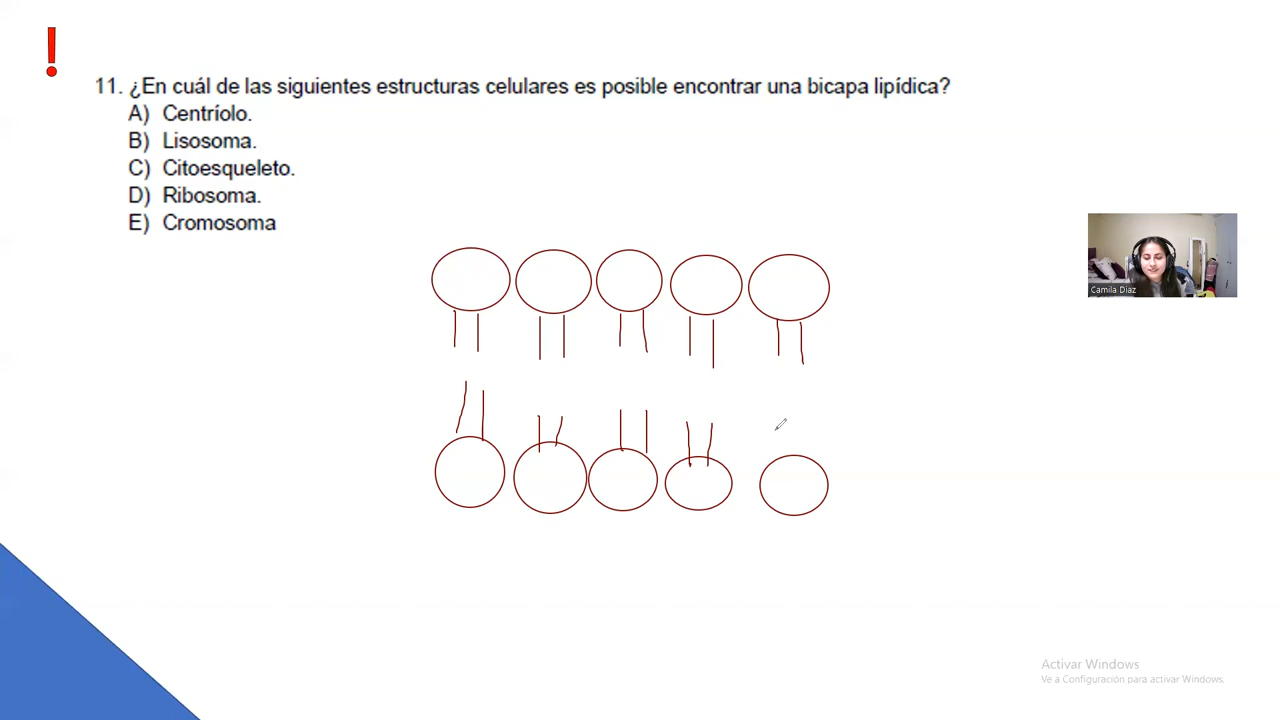 11. ¿En cuál de las siguientes estructuras celulares es posible encontrar una bicapa lipídica?
A) Centríolo.
B) Lisosoma.
C) Citoesqueleto.
D) Ribosoma.
E) Cromosoma
Camila Díaz
Activar Windows
Ve a Configuración para activar Windows.